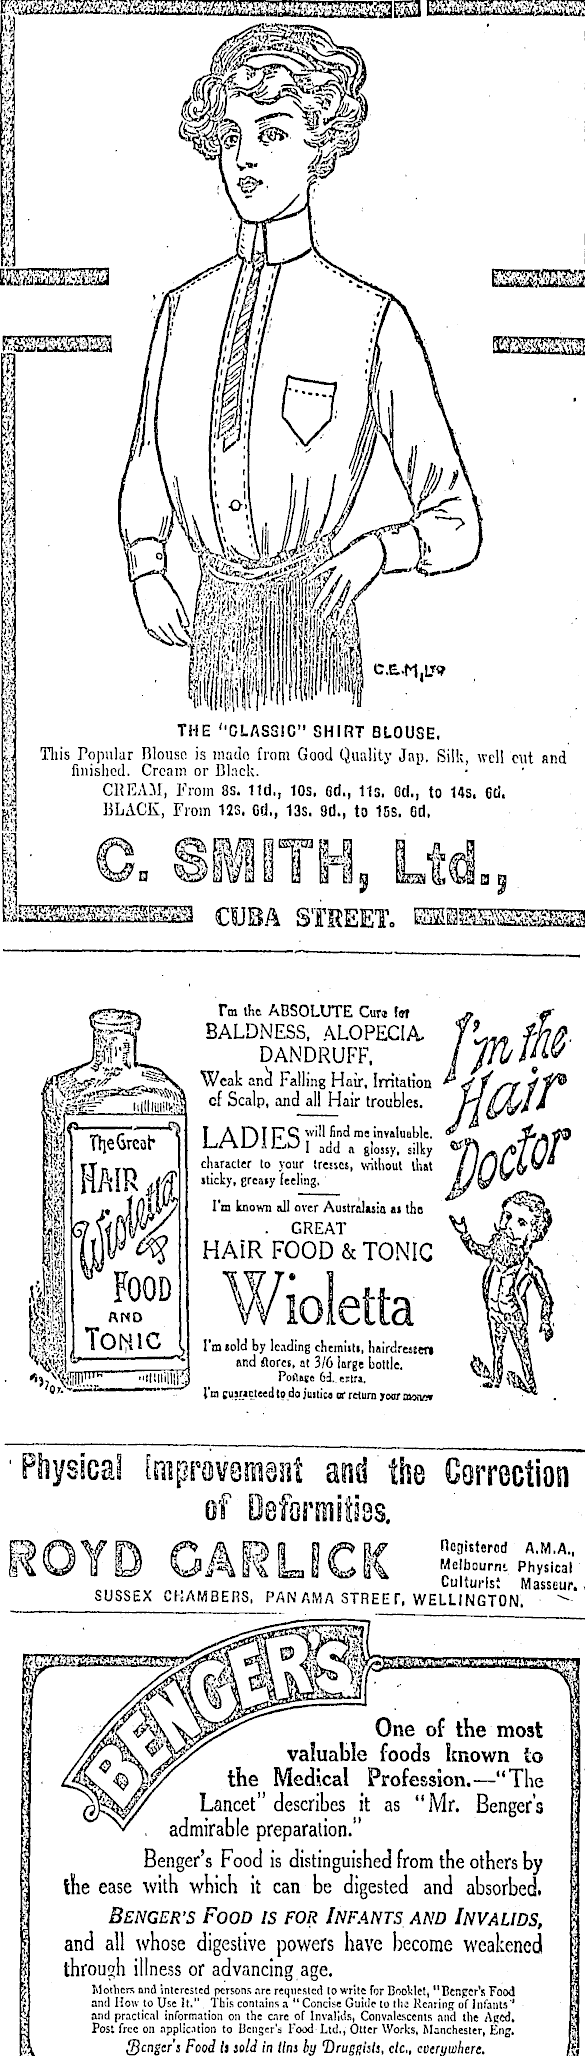 C.E.M, LTD
THE "CLASSIC" SHIRT BLOUSE.
This Popular Blouse is made from Good Quality Jap. Silk, well cut and
finished. Cream or Black.
CREAM, From 8s. 11d., 10s. 6d., 11s. 6d., to 14s. 6d.
BLACK, From 12s. 6d., 13s. 9d., to 15s. 6d.
C. SMITH, Ltd.,
CUBA STREET.
The Great
HAIR
Wioletta
FOOD
AND
TONIC
I'm the ABSOLUTE Cure for
BALDNESS, ALOPECIA
DANDRUFF,
Weak and Falling Hair, Irritation
of Scalp, and all Hair troubles.
LADIES will find me invaluable.
I add a glossy, silky
character to your tresses, without that
sticky, greasy feeling.
I'm known all over Australasia as the
GREAT
HAIR FOOD & TONIC
Wioletta
I'm sold by leading chemists, hairdressers
and stores, at 3/6 large bottle.
Postage 6d. extra.
I'm guaranteed to do justice or return your money
I'm the
Hair
Doctor
Physical Improvement and the Correction
of Deformities.
ROYD GARLICK
Registered A.M.A.,
Melbourne Physical
Culturist Masseur.
SUSSEX CHAMBERS, PANAMA STREET, WELLINGTON.
BENGER'S
One of the most
valuable foods known to
the Medical Profession.—"The
Lancet" describes it as "Mr. Benger's
admirable preparation."
Benger's Food is distinguished from the others by
the ease with which it can be digested and absorbed.
BENGER'S FOOD IS FOR INFANTS AND INVALIDS,
and all whose digestive powers have become weakened
through illness or advancing age.
Mothers and interested persons are requested to write for Booklet, "Benger's Food
and How to Use It." This contains a "Concise Guide to the Rearing of Infants"
and practical information on the care of Invalids, Convalescents and the Aged.
Post free on application to Benger's Food Ltd., Otter Works, Manchester, Eng.
Benger's Food is sold in tins by Druggists, etc., everywhere.